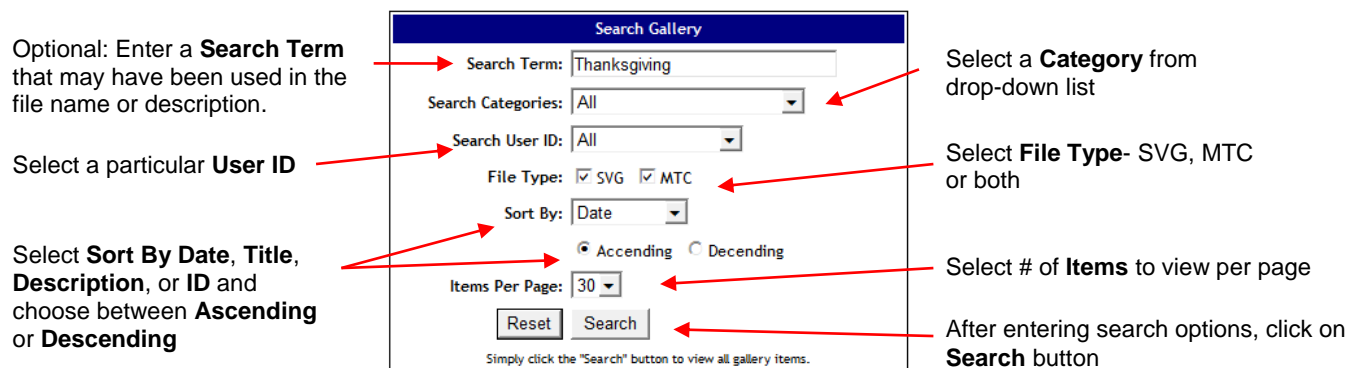 Optional: Enter a Search Term
that may have been used in the
file name or description.
Select a particular User ID
Select Sort By Date, Title,
Description, or ID and
choose between Ascending
or Descending
Search Gallery
Search Term: Thanksgiving
Search Categories: All
Search User ID: All
File Type: SVG MTC
Sort By: Date
Accending Decending
Items Per Page: 30
Reset Search
Simply click the "Search" button to view all gallery items.
Select a Category from
drop-down list
Select File Type- SVG, MTC
or both
Select # of Items to view per page
After entering search options, click on
Search button